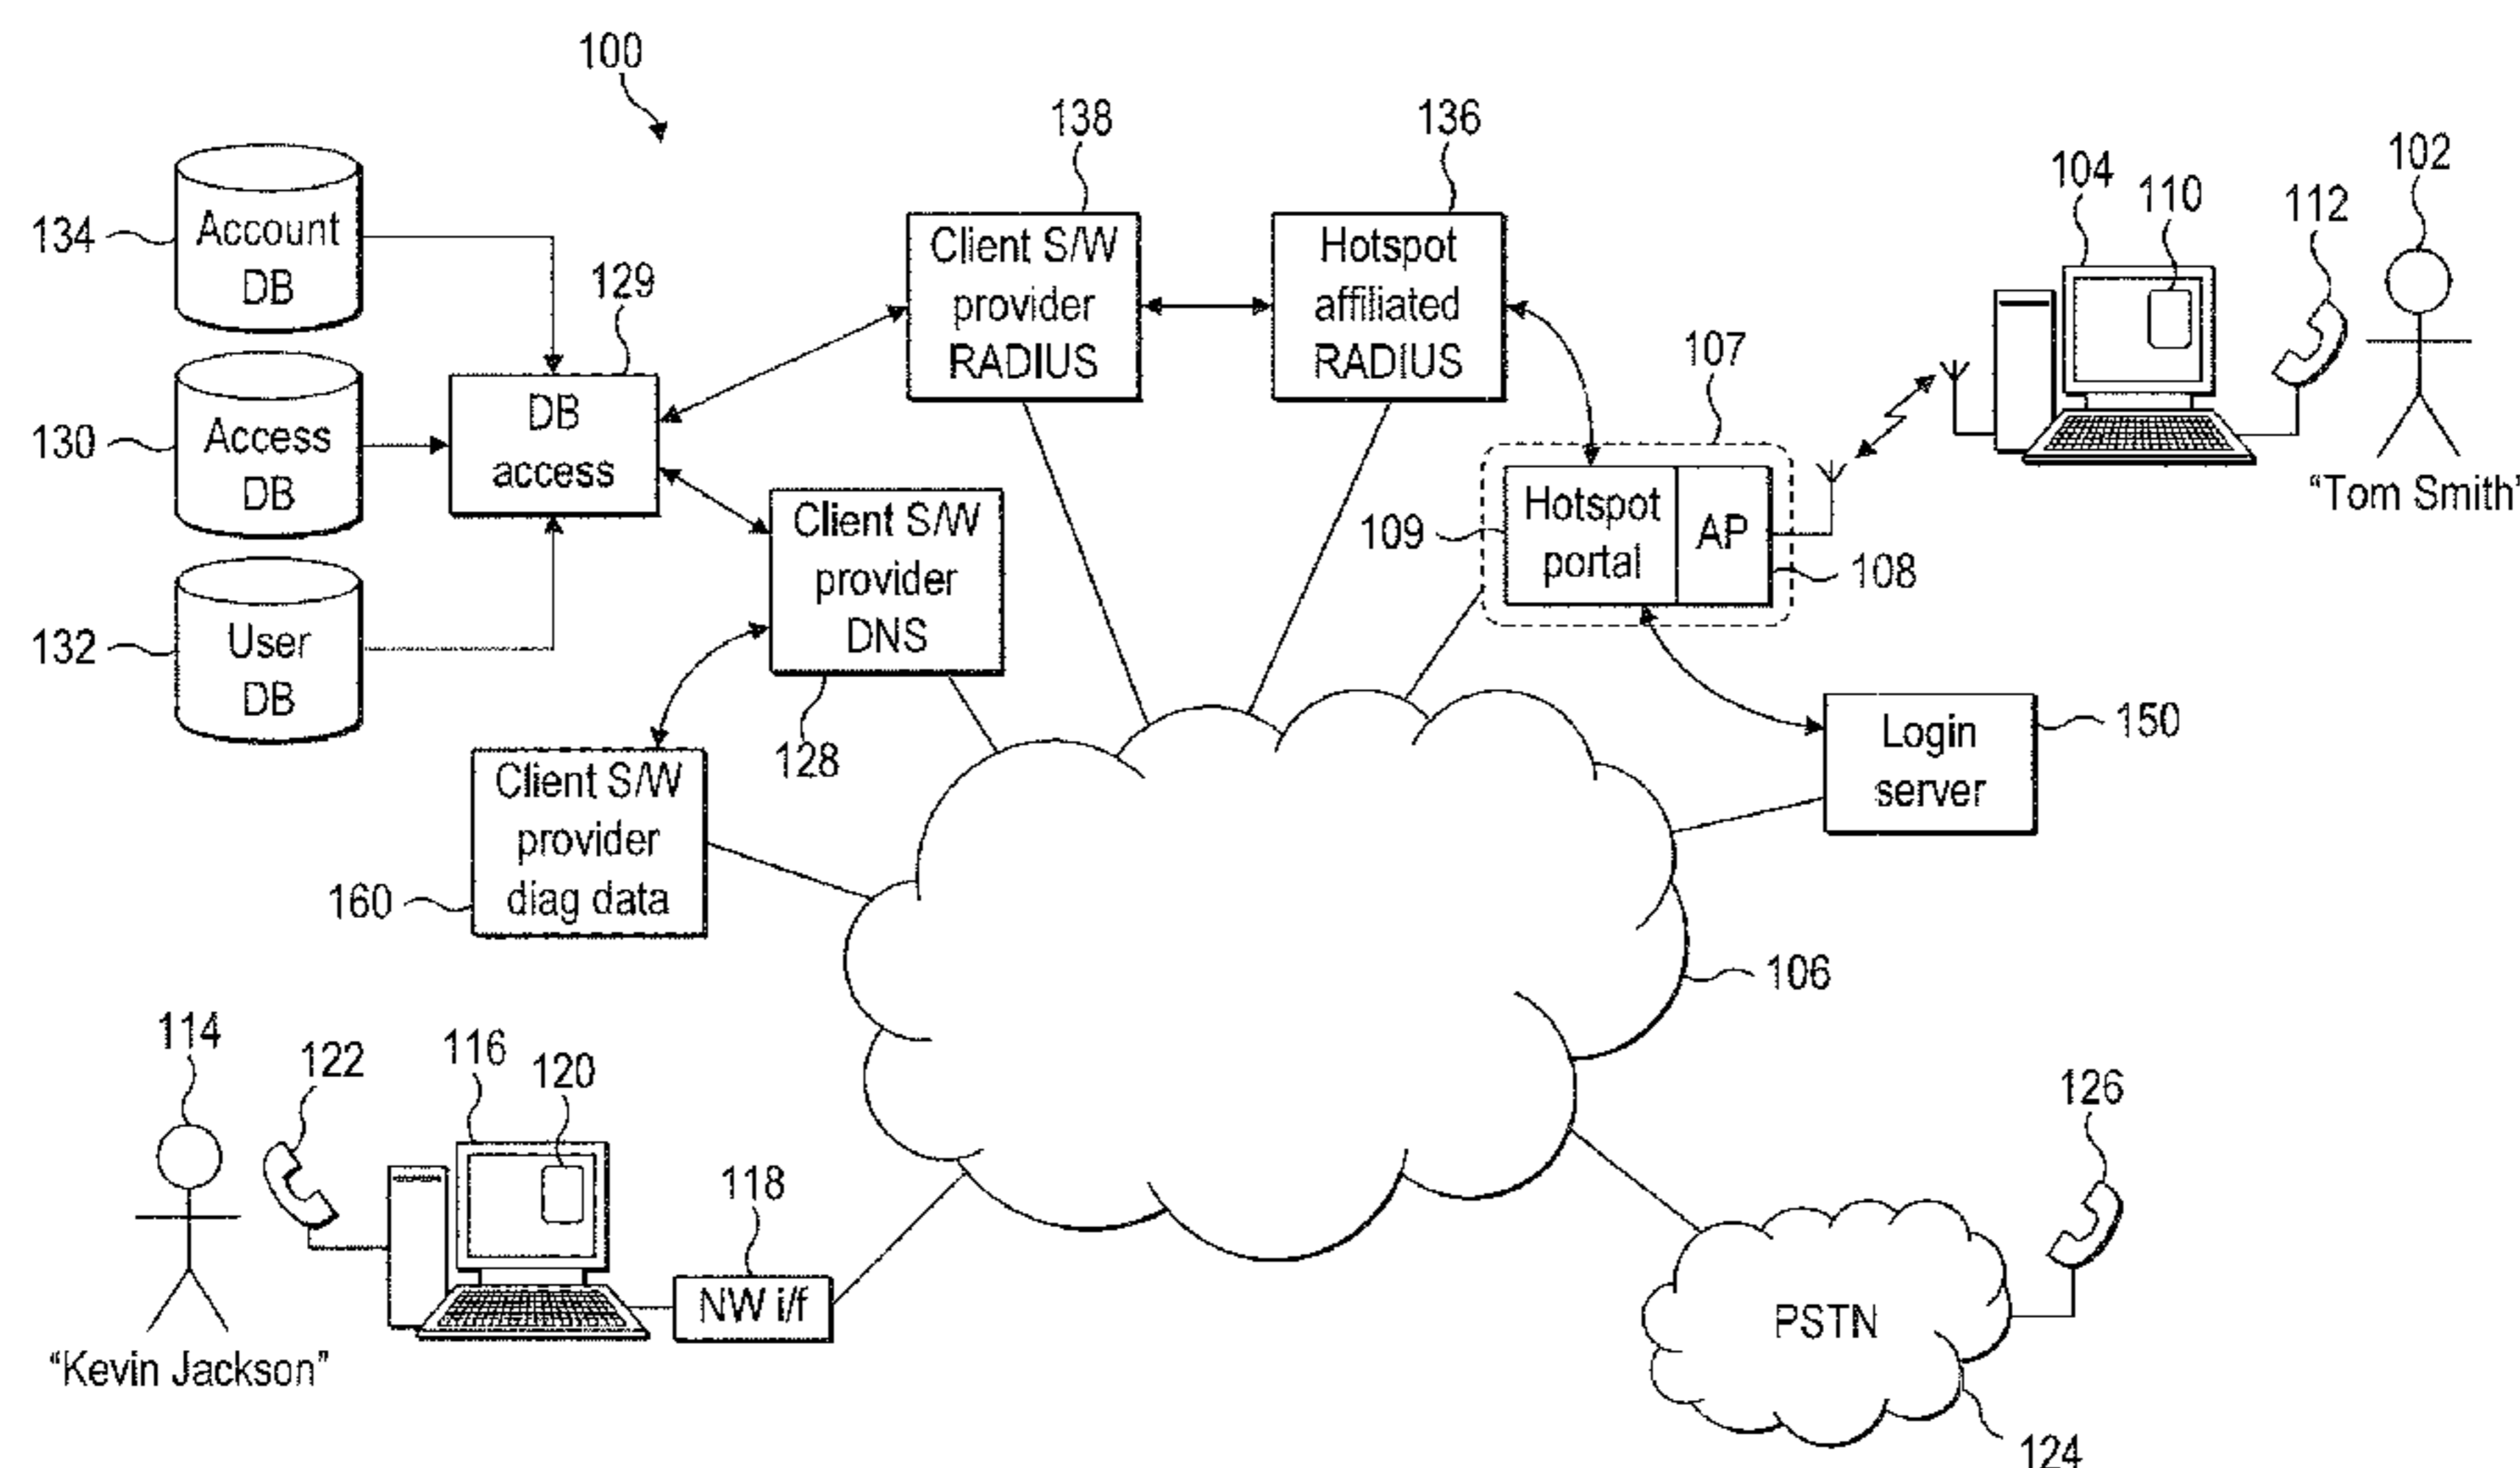 100
138
136
102
104
110
112
134
Account
DB
129
Client S/W
provider
RADIUS
Hotspot
affiliated
RADIUS
107
130
Access
DB
DB
access
"Tom Smith"
109
Hotspot
portal
AP
108
Client S/W
provider
DNS
132
User
DB
128
Login
server
150
Client S/W
provider
diag data
160
106
114
122
116
120
126
118
NW i/f
PSTN
"Kevin Jackson"
124